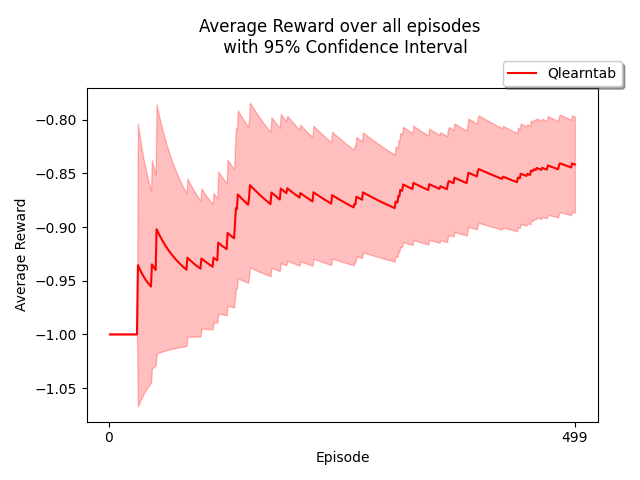 Average Reward over all episodes
with 95% Confidence Interval
Qlearntab
−0.80
−0.85
−0.90
−0.95
−1.00
−1.05
Average Reward
0
499
Episode